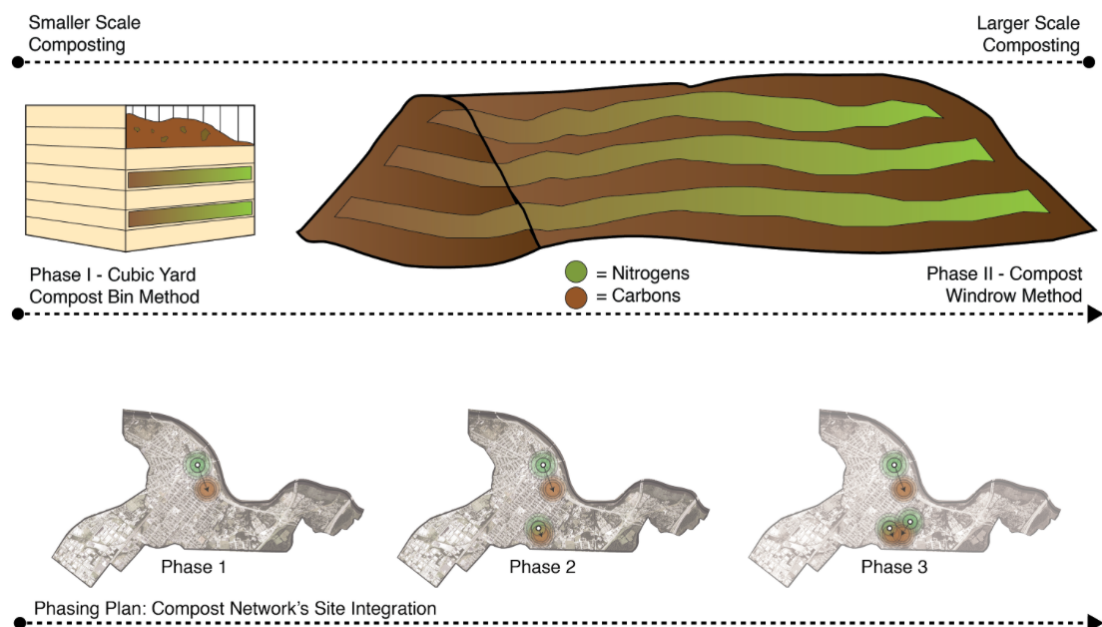 Smaller Scale
Composting
Larger Scale
Composting
Phase I - Cubic Yard
Compost Bin Method
= Nitrogens
= Carbons
Phase II - Compost
Windrow Method
Phase 1
Phase 2
Phase 3
Phasing Plan: Compost Network's Site Integration